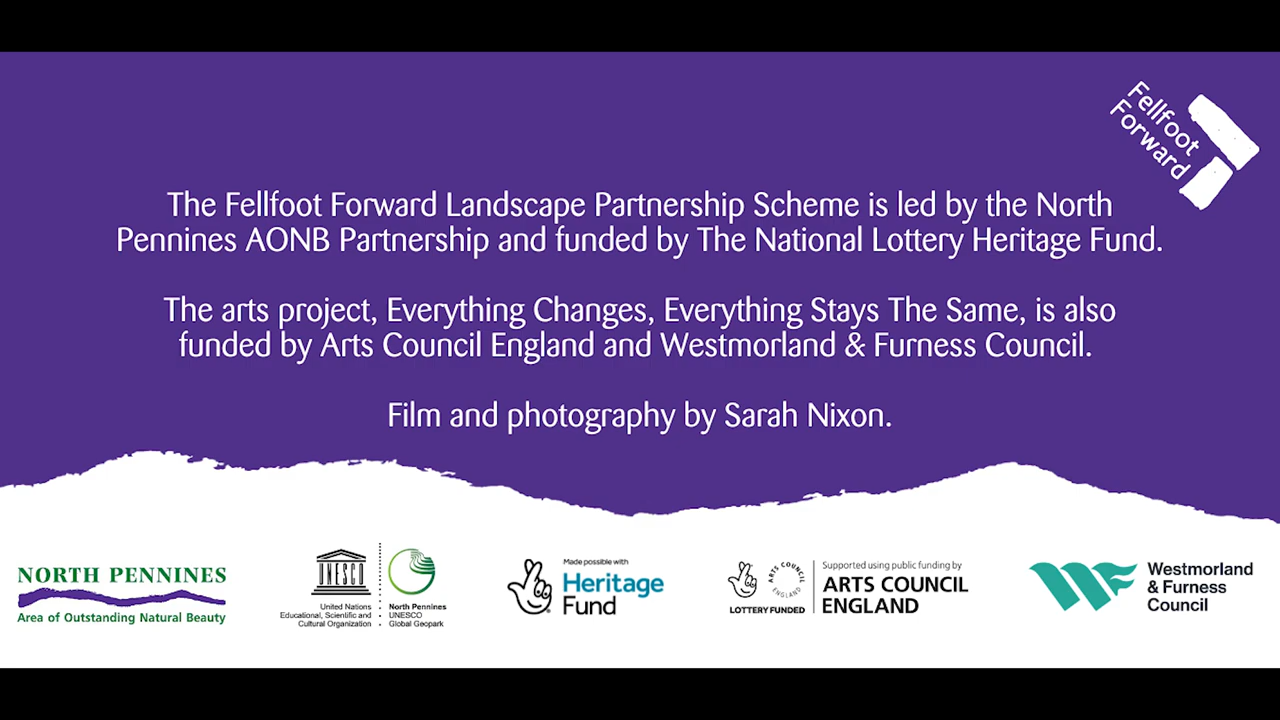 Fellfoot
Forward
The Fellfoot Forward Landscape Partnership Scheme is led by the North
Pennines AONB Partnership and funded by The National Lottery Heritage Fund.
The arts project, Everything Changes, Everything Stays The Same, is also
funded by Arts Council England and Westmorland & Furness Council.
Film and photography by Sarah Nixon.
NORTH PENNINES
Area of Outstanding Natural Beauty
UNESCO
United Nations
Educational, Scientific and
Cultural Organization
North Pennines
UNESCO
Global Geopark
Made possible with
Heritage
Fund
ARTS COUNCIL
ENGLAND
LOTTERY FUNDED
Supported using public funding by
ARTS COUNCIL
ENGLAND
Westmorland
& Furness
Council